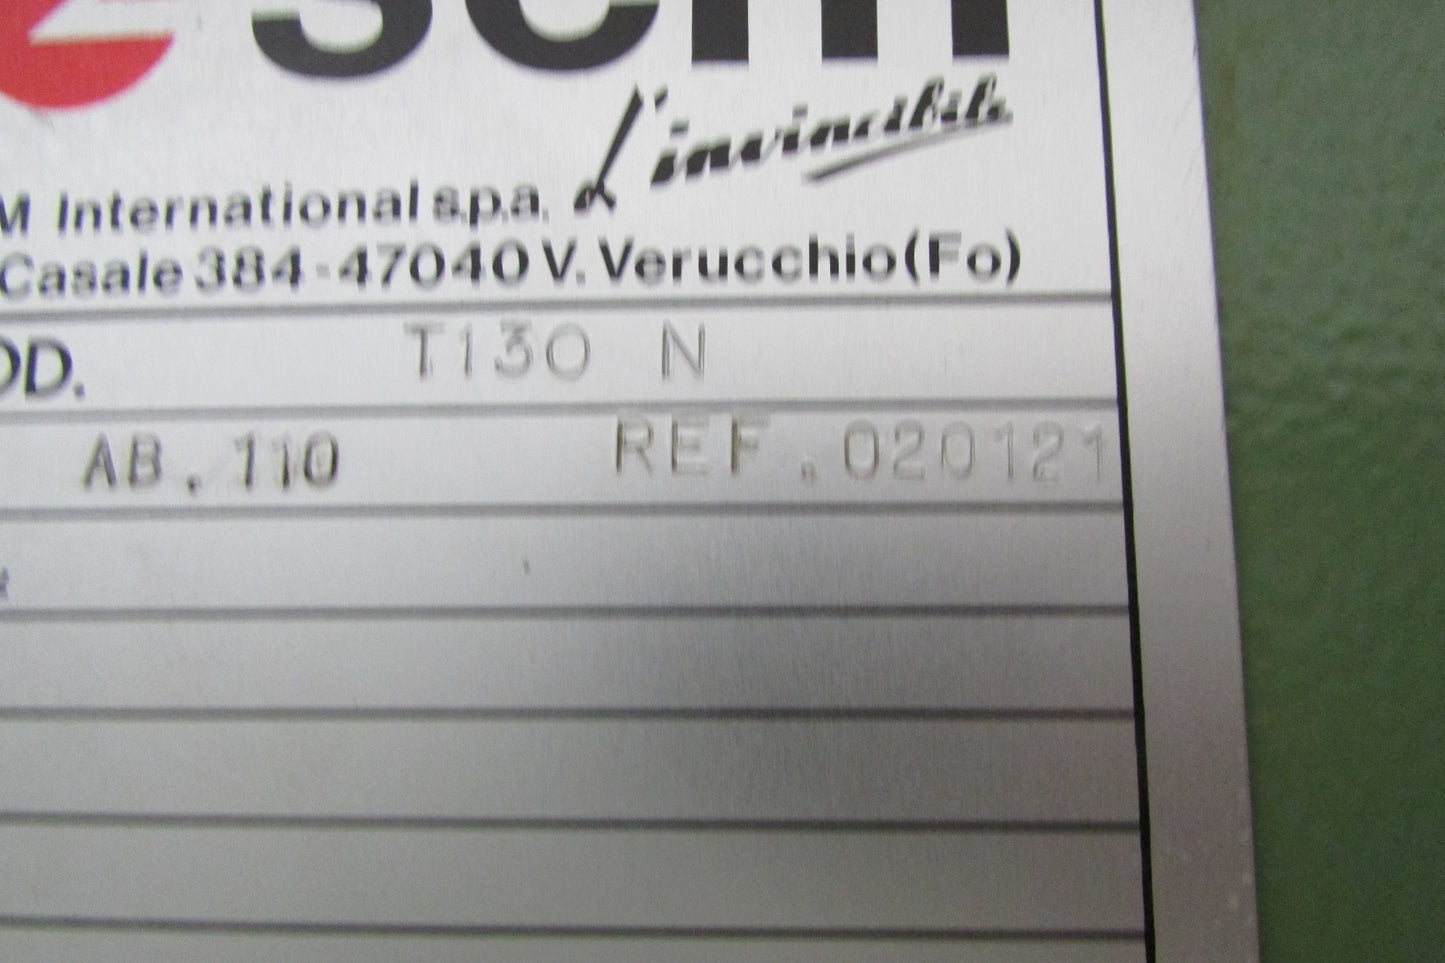 scm
L'invincibile
M International s.p.a.
Casale 384-47040 V. Verucchio (Fo)
OD. T130 N
AB.110 REF.020121